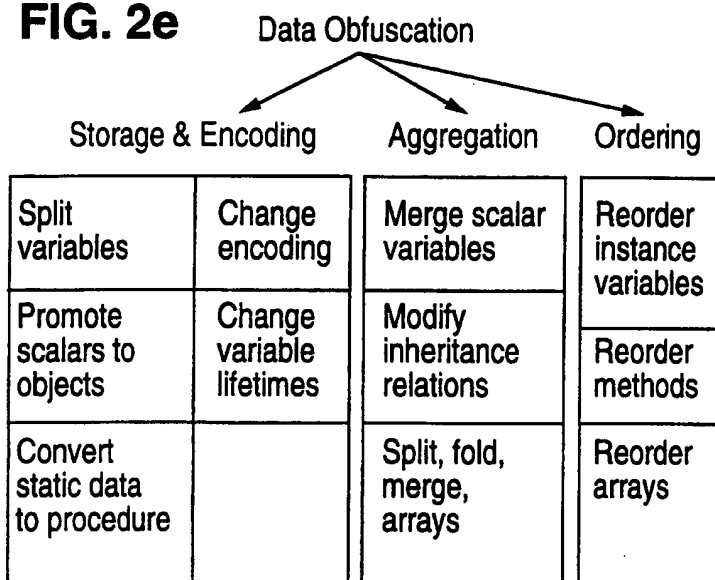 FIG. 2e
Data Obfuscation
Storage & Encoding
Aggregation
Ordering
Split
variables
Change
encoding
Merge scalar
variables
Reorder
instance
variables
Promote
scalars to
objects
Change
variable
lifetimes
Modify
inheritance
relations
Reorder
methods
Convert
static data
to procedure
Split, fold,
merge,
arrays
Reorder
arrays